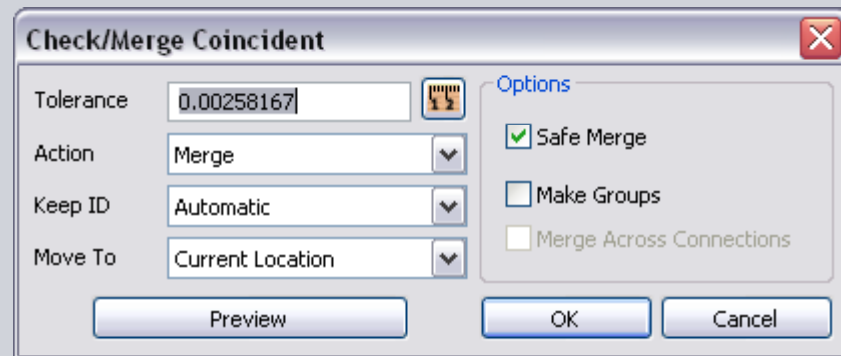 Check/Merge Coincident
Tolerance
0.00258167
Action
Merge
Keep ID
Automatic
Move To
Current Location
Options
Safe Merge
Make Groups
Merge Across Connections
Preview
OK
Cancel